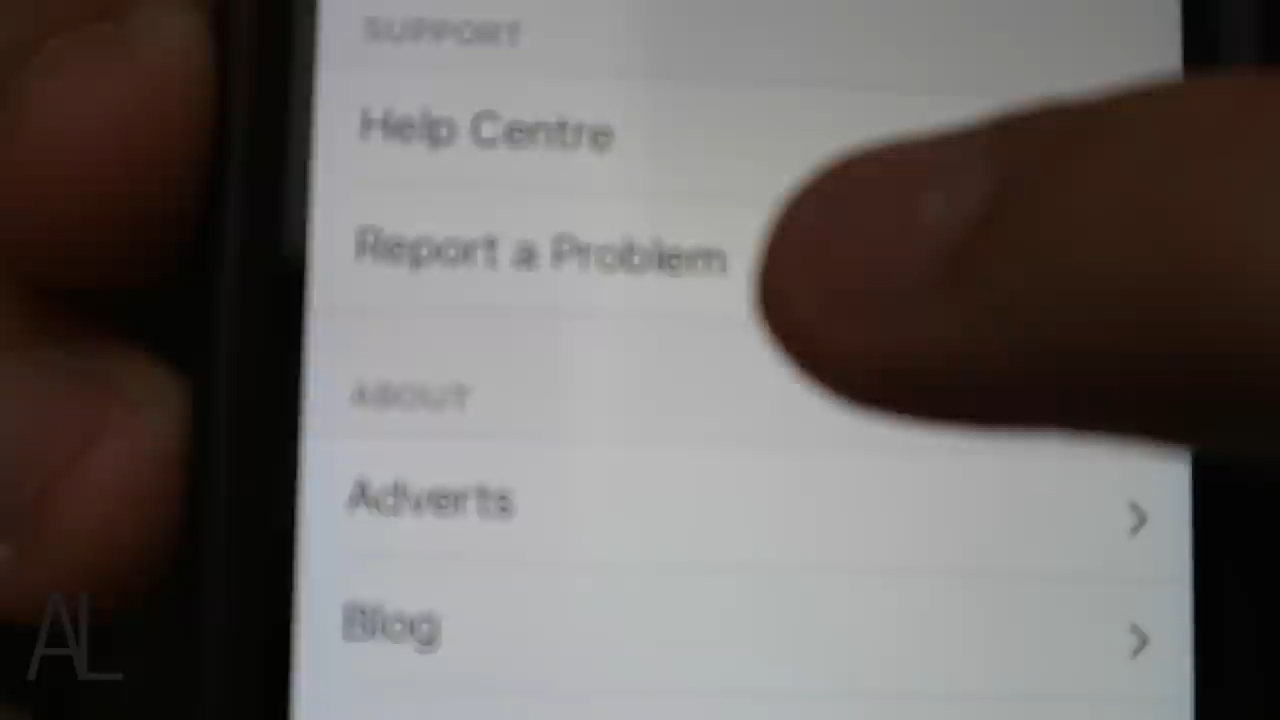 SUPPORT
Help Centre
Report a Problem
ABOUT
Adverts
Blog
AL